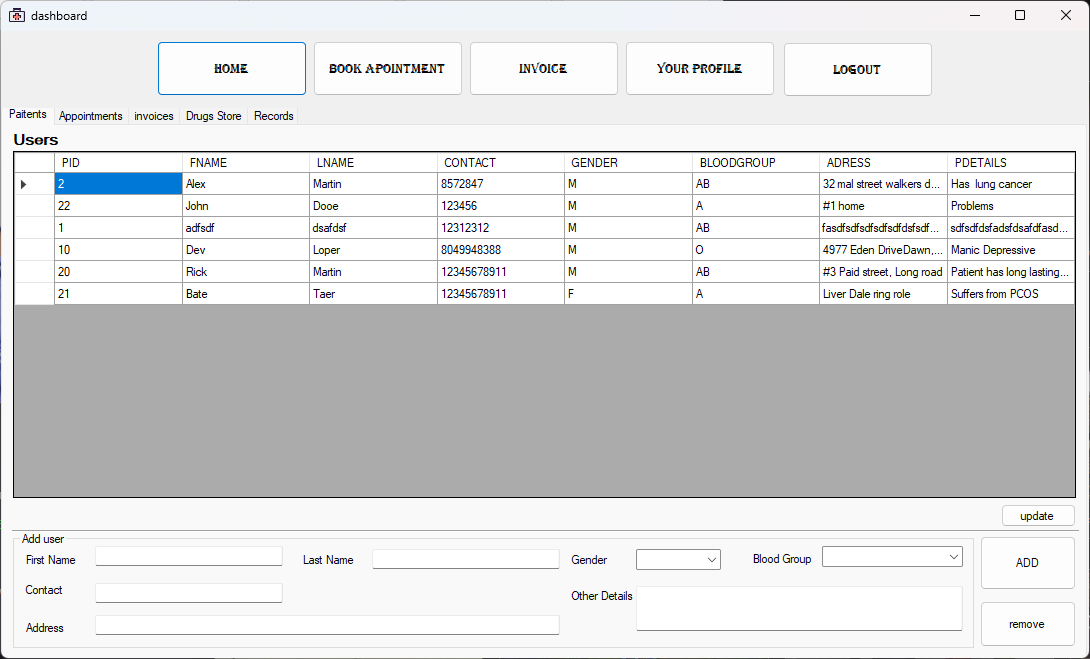 dashboard
HOME BOOK APOINTMENT INVOICE YOUR PROFILE LOGOUT
Paitents Appointments invoices Drugs Store Records
Users
PID FNAME LNAME CONTACT GENDER BLOODGROUP ADRESS PDETAILS
2 Alex Martin 8572847 M AB 32 mal street walkers d... Has lung cancer
22 John Dooe 123456 M A #1 home Problems
1 adfsdf dsafdsf 12312312 M AB fasdfsdfsdfsdfsdfdsfsdf... sdfsdfdsfadsfdsafdfasd...
10 Dev Loper 8049948388 M O 4977 Eden DriveDawn,... Manic Depressive
20 Rick Martin 12345678911 M AB #3 Paid street, Long road Patient has long lasting...
21 Bate Taer 12345678911 F A Liver Dale ring role Suffers from PCOS
update
Add user
First Name Last Name Gender Blood Group ADD
Contact Other Details
Address remove